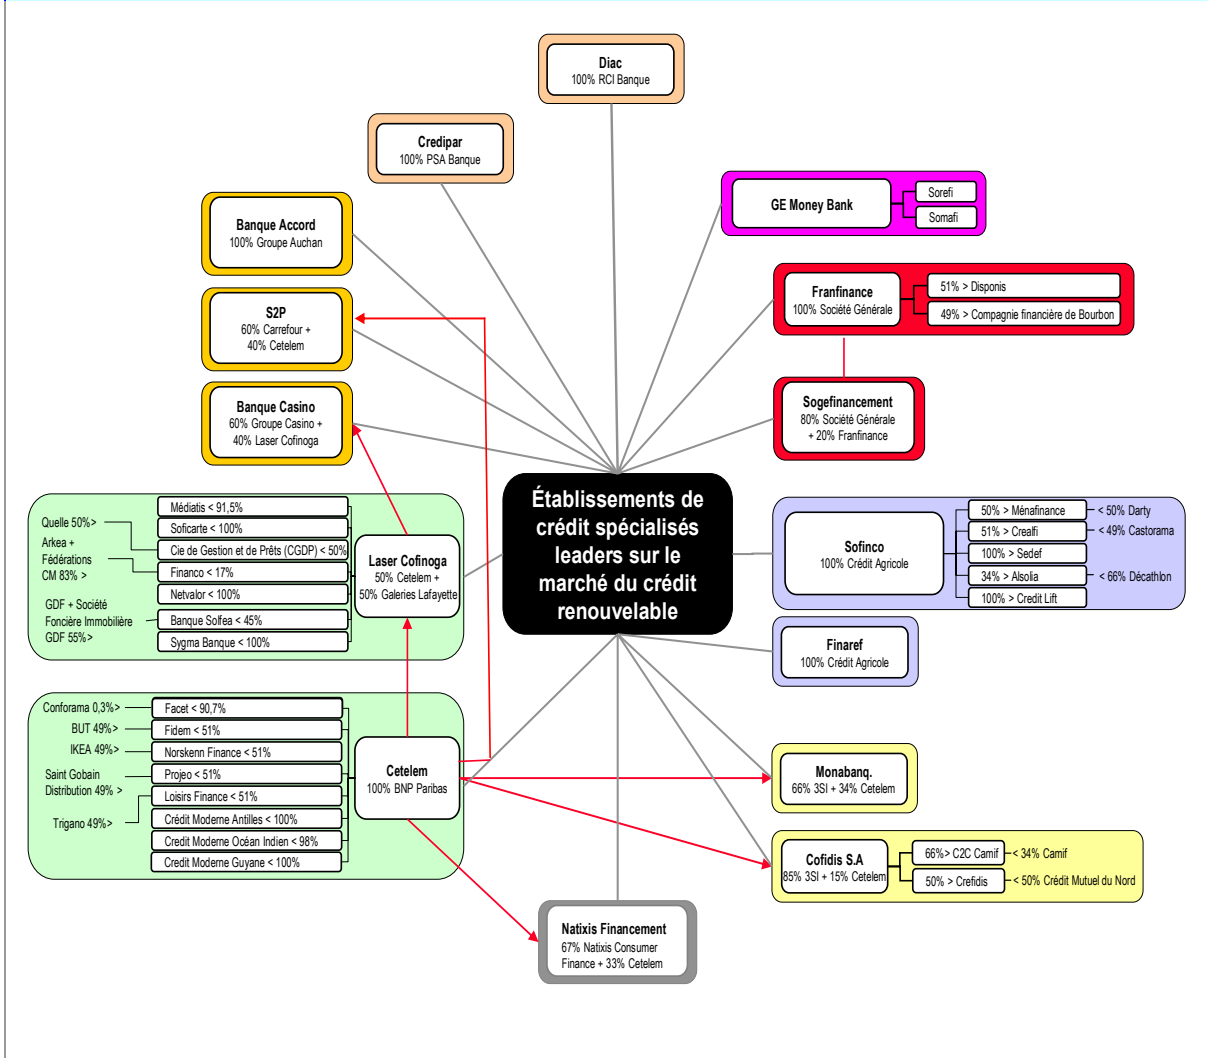 Diac
100% RCI Banque
Credipar
100% PSA Banque
Banque Accord
100% Groupe Auchan
S2P
60% Carrefour +
40% Cetelem
Banque Casino
60% Groupe Casino +
40% Laser Cofinoga
GE Money Bank
Sorefi
Somafi
Franfinance
100% Société Générale
51% > Disponis
49% > Compagnie financière de Bourbon
Sogefinancement
80% Société Générale
+ 20% Franfinance
Établissements de
crédit spécialisés
leaders sur le
marché du crédit
renouvelable
Quelle 50%>
Arkea +
Fédérations
CM 83% >
GDF + Société
Foncière Immobilière
GDF 55%>
Médiatis < 91,5%
Soficarte < 100%
Cie de Gestion et de Prêts (CGDP) < 50%
Financo < 17%
Netvalor < 100%
Banque Solfea < 45%
Sygma Banque < 100%
Laser Cofinoga
50% Cetelem +
50% Galeries Lafayette
Sofinco
100% Crédit Agricole
50% > Ménafinance
< 50% Darty
51% > Crealfi
< 49% Castorama
100% > Sedef
34% > Alsolia
< 66% Décathlon
100% > Credit Lift
Finaref
100% Crédit Agricole
Conforama 0,3%>
BUT 49%>
IKEA 49%>
Saint Gobain
Distribution 49% >
Trigano 49%>
Facet < 90,7%
Fidem < 51%
Norskenn Finance < 51%
Projeo < 51%
Loisirs Finance < 51%
Crédit Moderne Antilles < 100%
Credit Moderne Océan Indien < 98%
Credit Moderne Guyane < 100%
Cetelem
100% BNP Paribas
Monabanq.
66% 3SI + 34% Cetelem
Cofidis S.A
85% 3SI + 15% Cetelem
66%> C2C Camif
< 34% Camif
50% > Crefidis
< 50% Crédit Mutuel du Nord
Natixis Financement
67% Natixis Consumer
Finance + 33% Cetelem